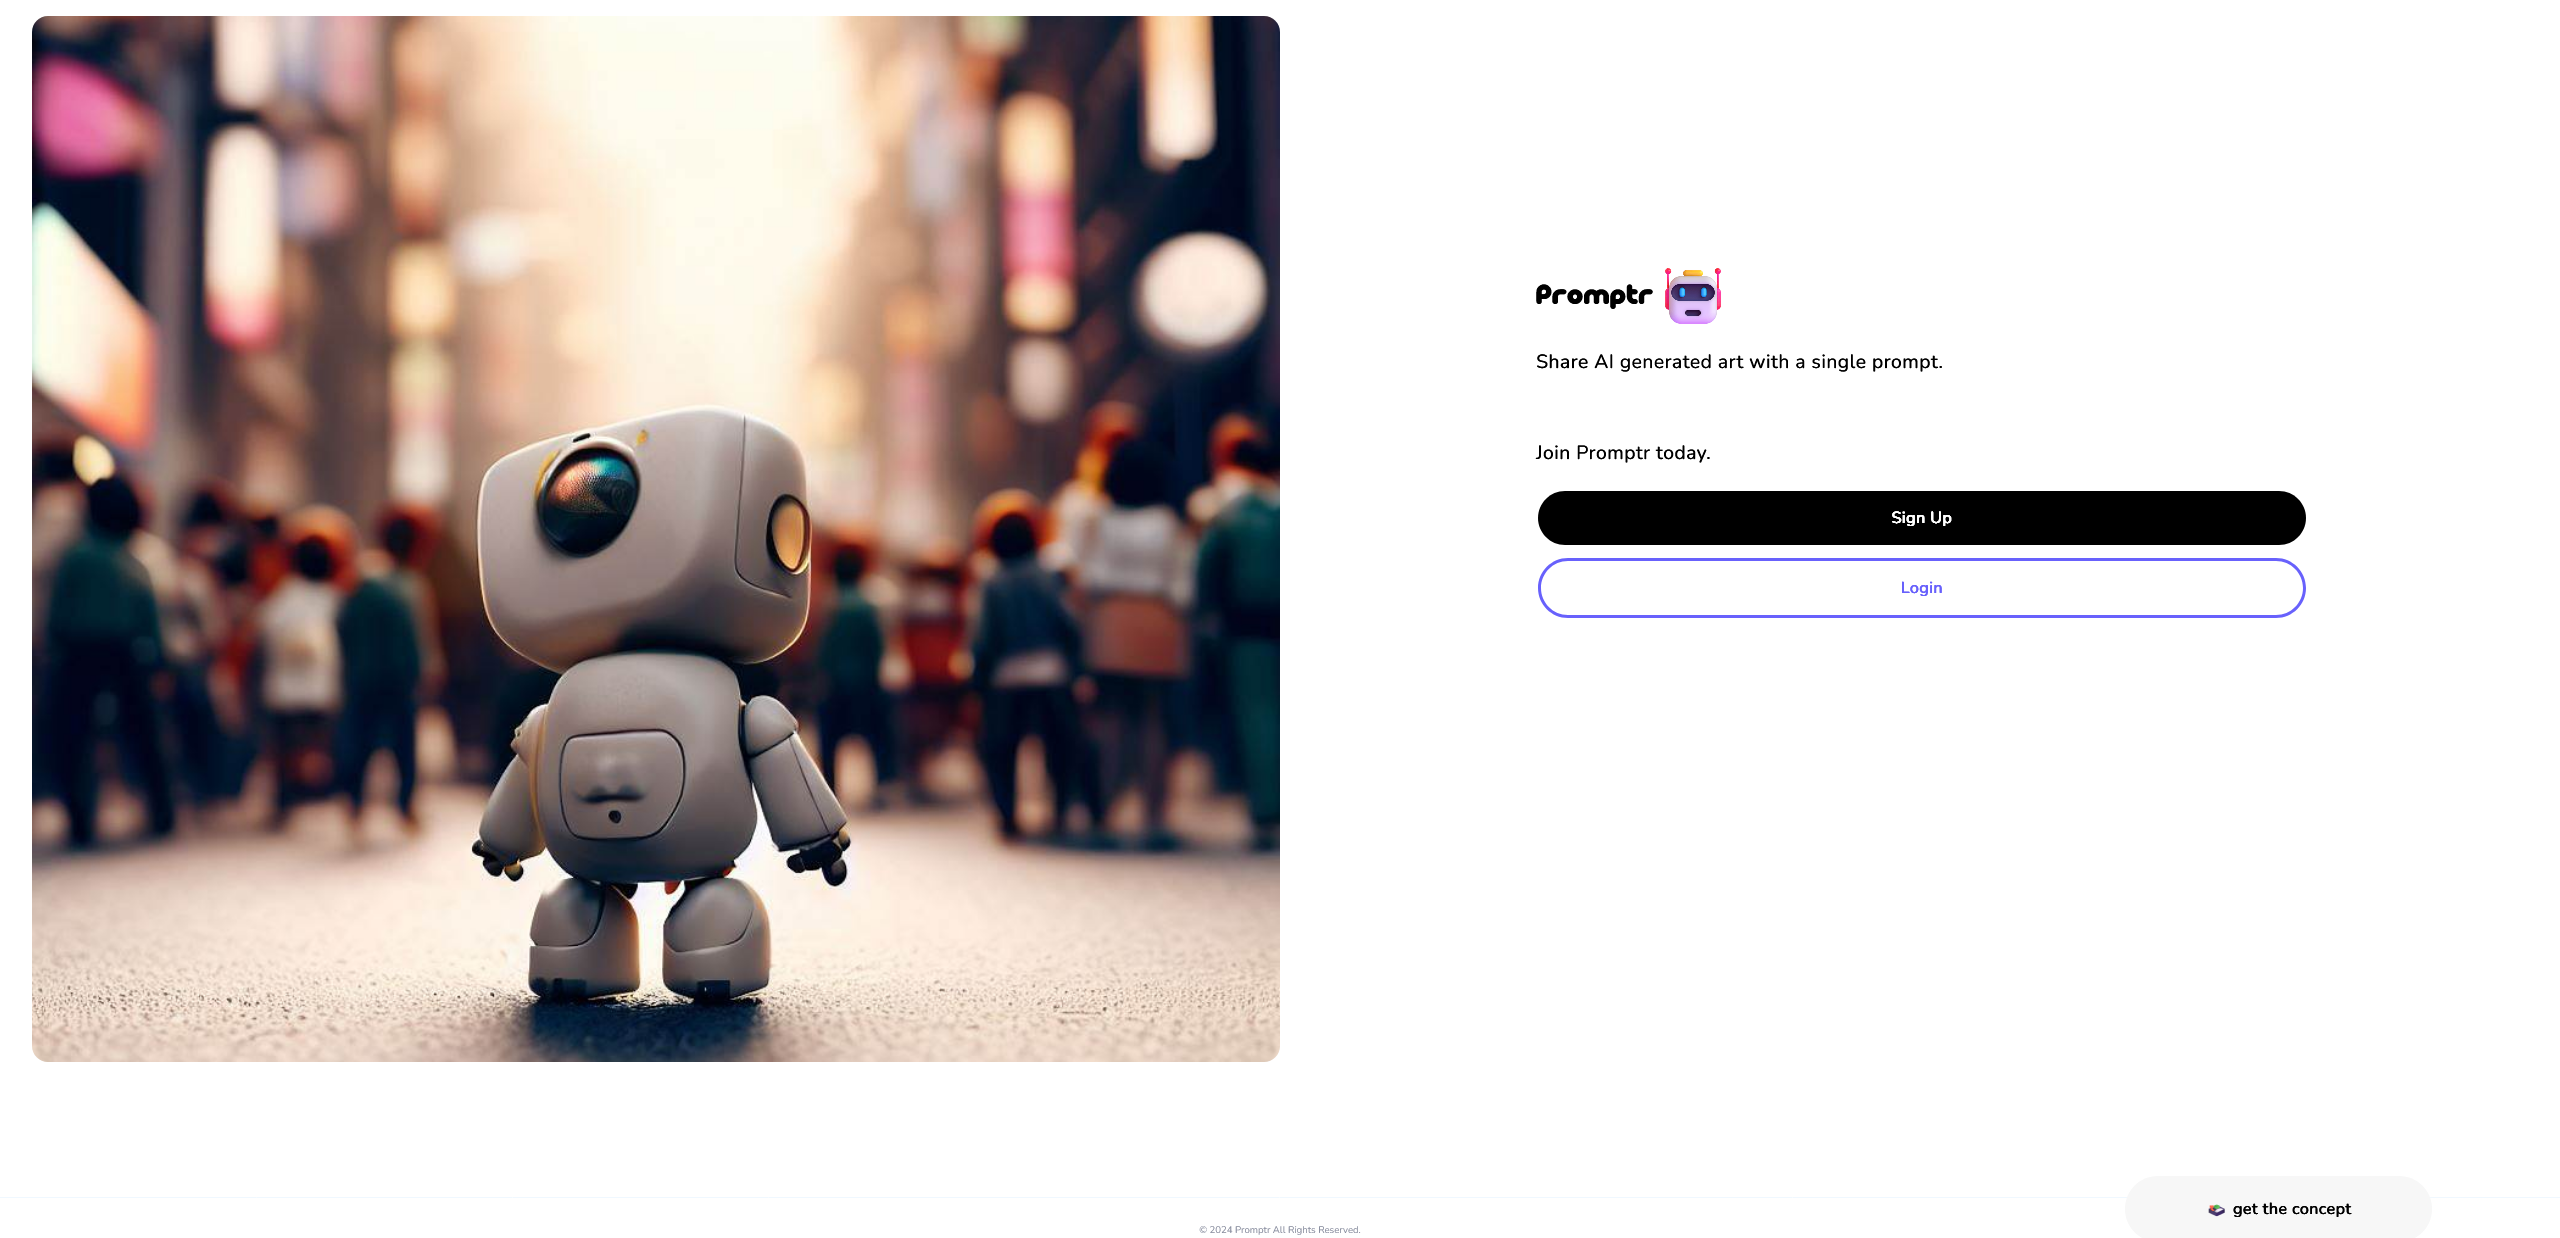 Promptr
Share AI generated art with a single prompt.
Join Promptr today.
Sign Up
Login
get the concept
© 2024 Promptr All Rights Reserved.